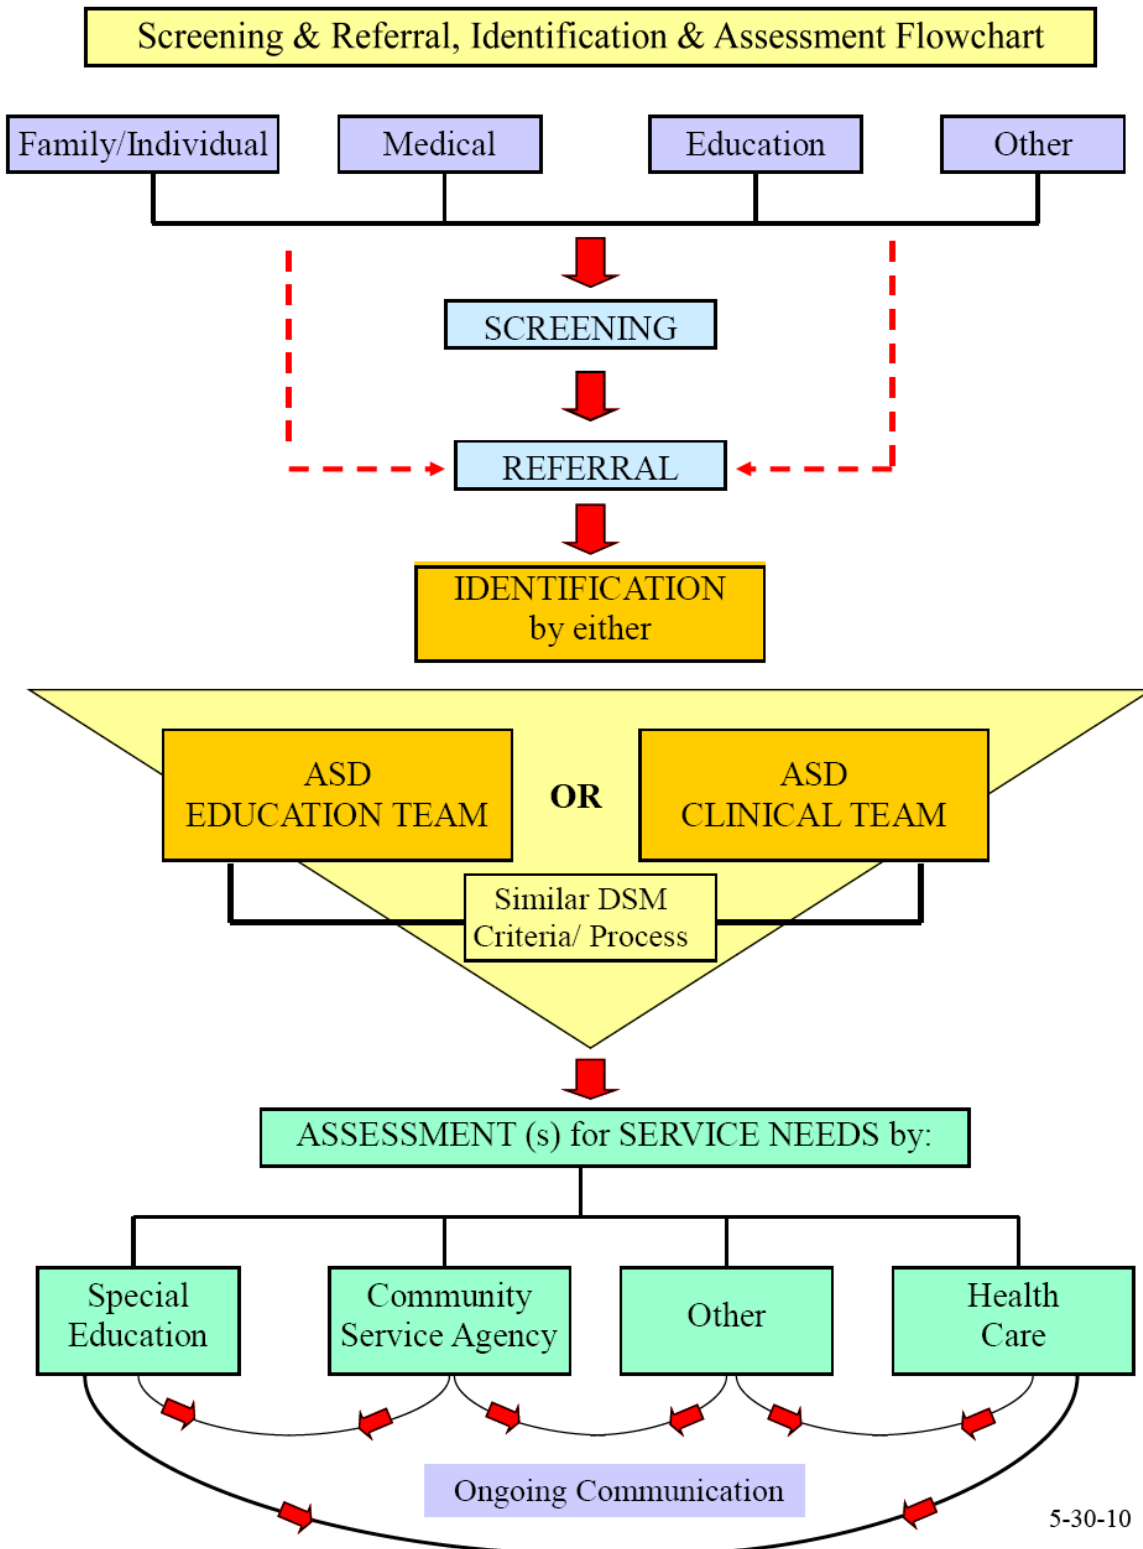 Screening & Referral, Identification & Assessment Flowchart
Family/Individual
Medical
Education
Other
SCREENING
REFERRAL
IDENTIFICATION
by either
ASD
EDUCATION TEAM
OR
ASD
CLINICAL TEAM
Similar DSM
Criteria/ Process
ASSESSMENT (s) for SERVICE NEEDS by:
Special
Education
Community
Service Agency
Other
Health
Care
Ongoing Communication
5-30-10